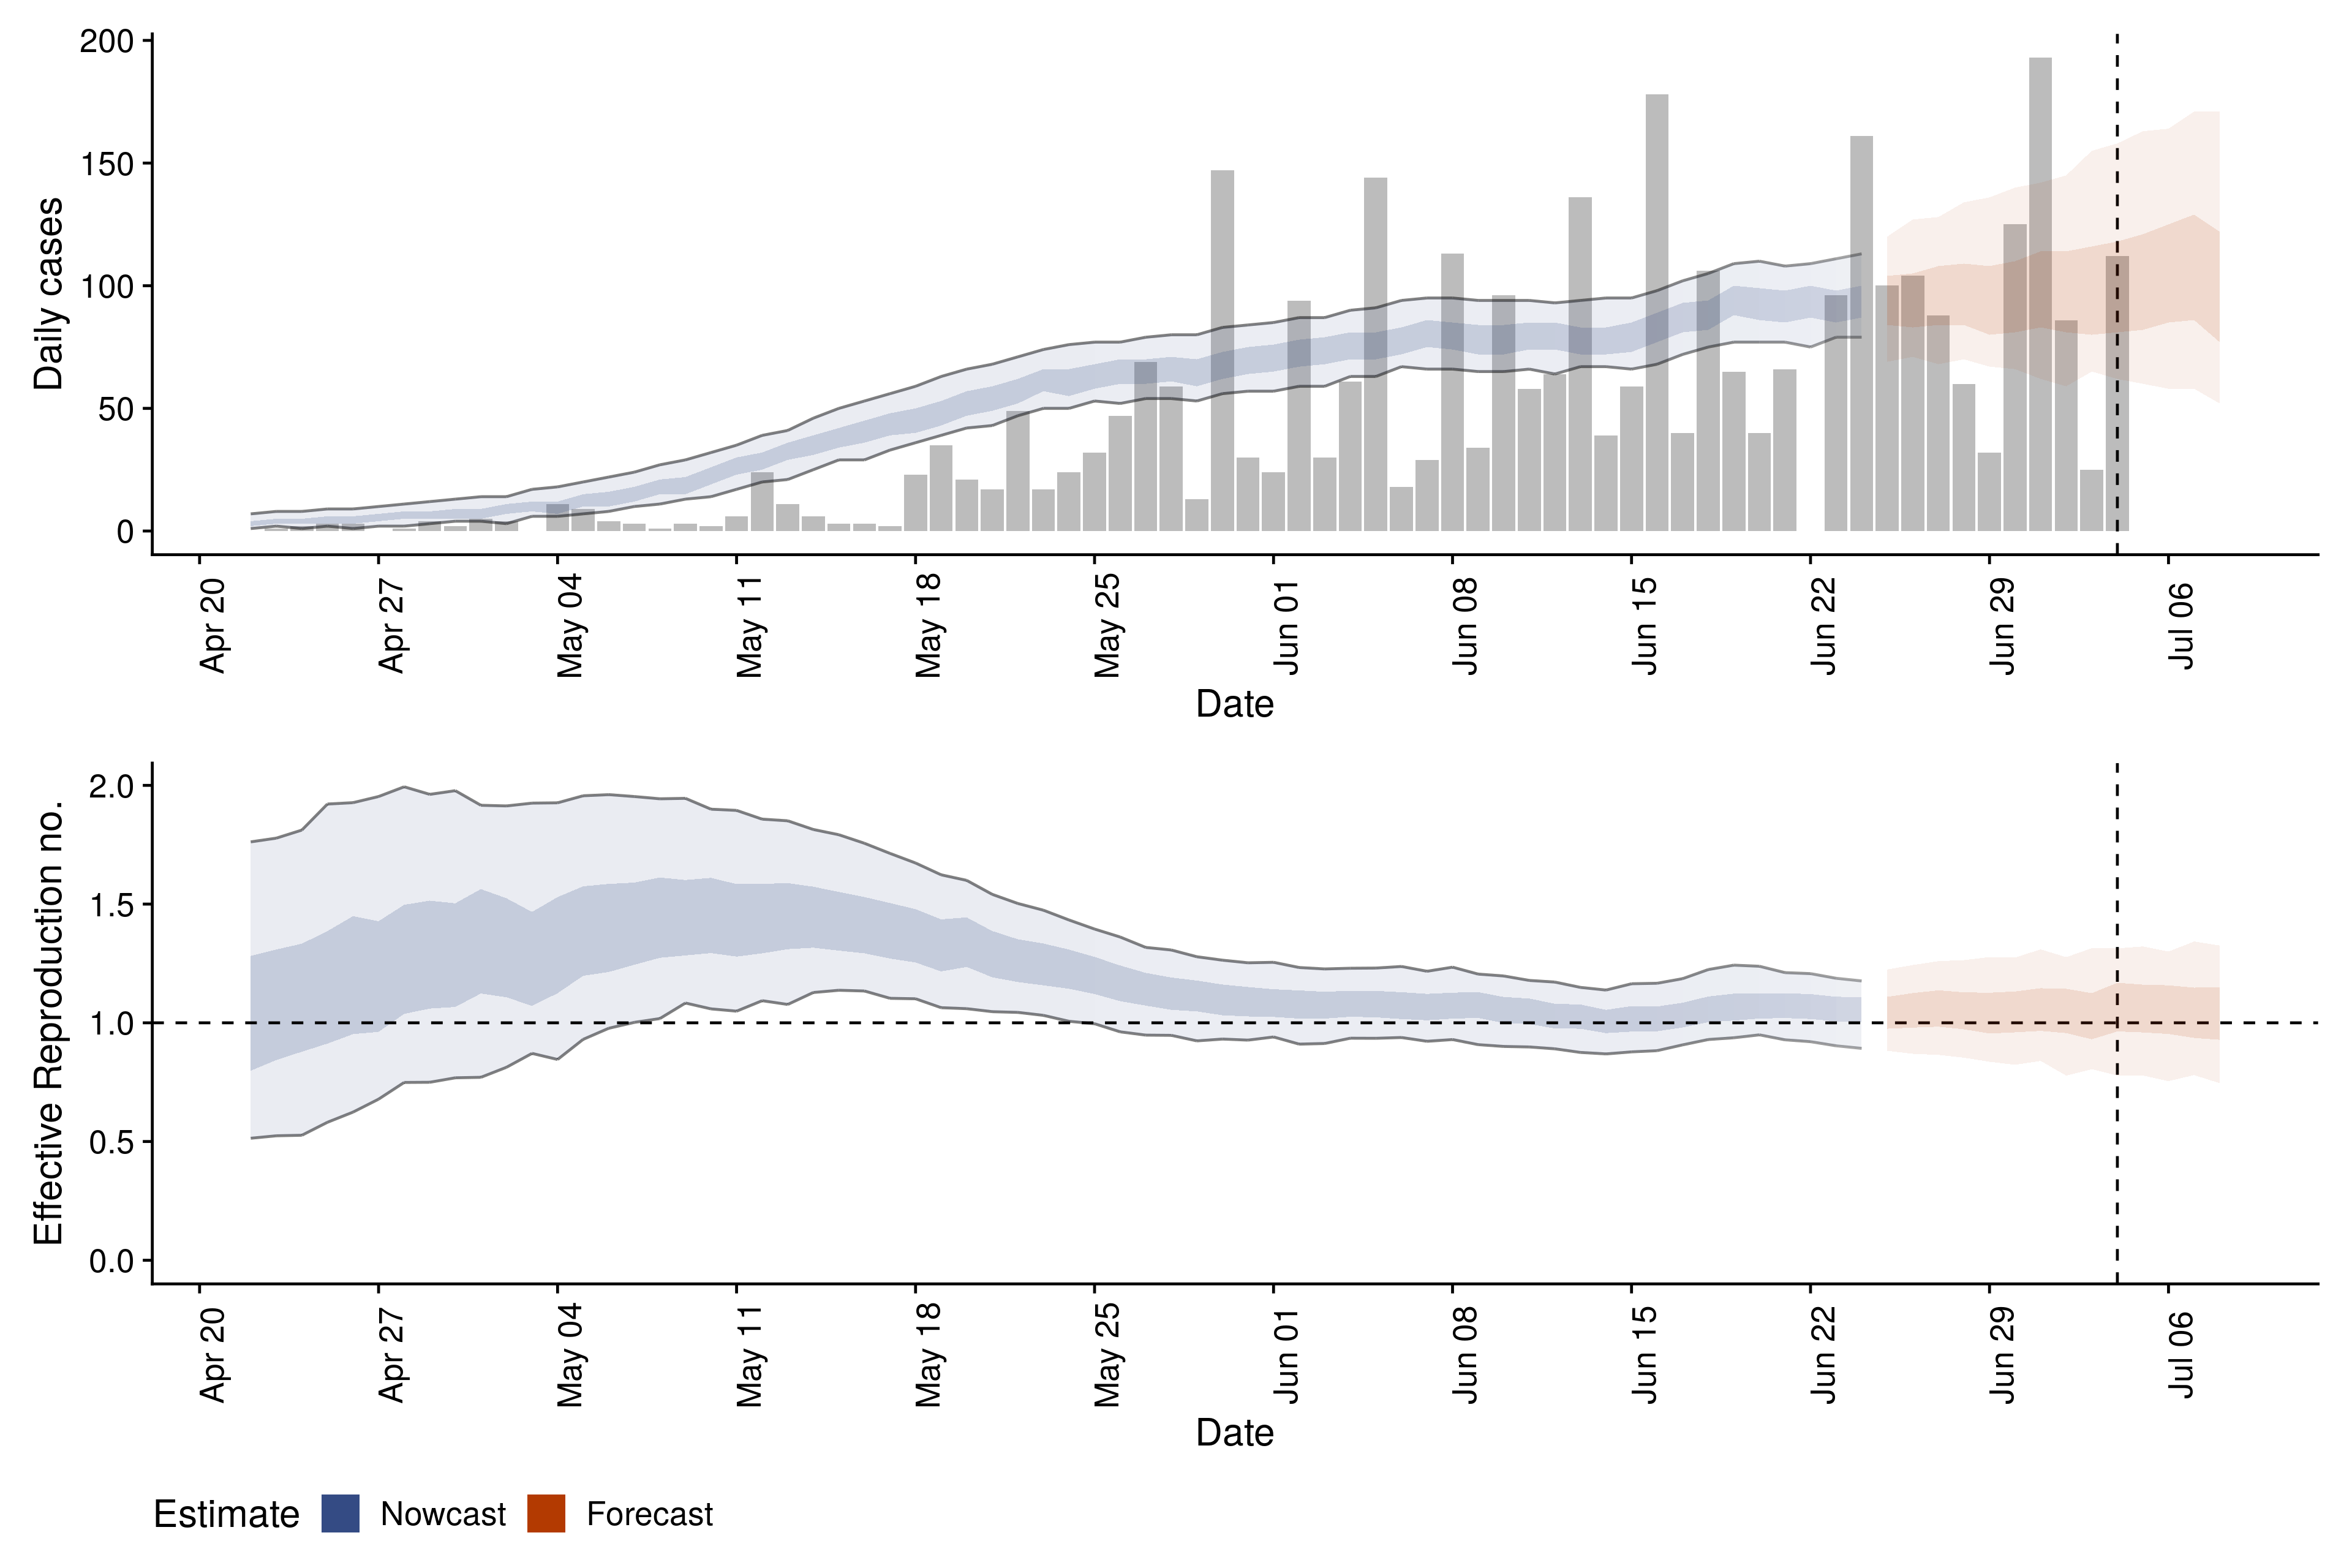 Daily cases
200
150
100
50
0
Apr 20
Apr 27
May 04
May 11
May 18
May 25
Jun 01
Jun 08
Jun 15
Jun 22
Jun 29
Jul 06
Date
Effective Reproduction no.
2.0
1.5
1.0
0.5
0.0
Apr 20
Apr 27
May 04
May 11
May 18
May 25
Jun 01
Jun 08
Jun 15
Jun 22
Jun 29
Jul 06
Date
Estimate Nowcast Forecast